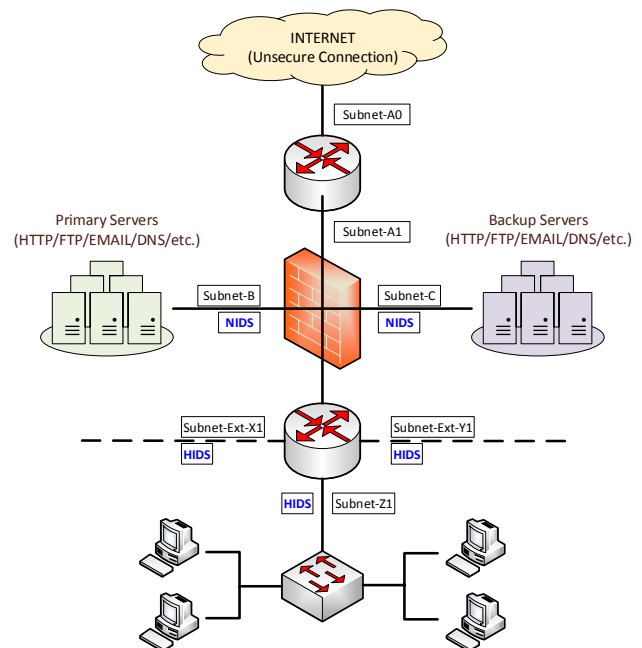 INTERNET
(Unsecure Connection)
Subnet-A0
Primary Servers
(HTTP/FTP/EMAIL/DNS/etc.)
Subnet-A1
Backup Servers
(HTTP/FTP/EMAIL/DNS/etc.)
Subnet-B
Subnet-C
NIDS
NIDS
Subnet-Ext-X1
Subnet-Ext-Y1
HIDS
HIDS
HIDS
Subnet-Z1